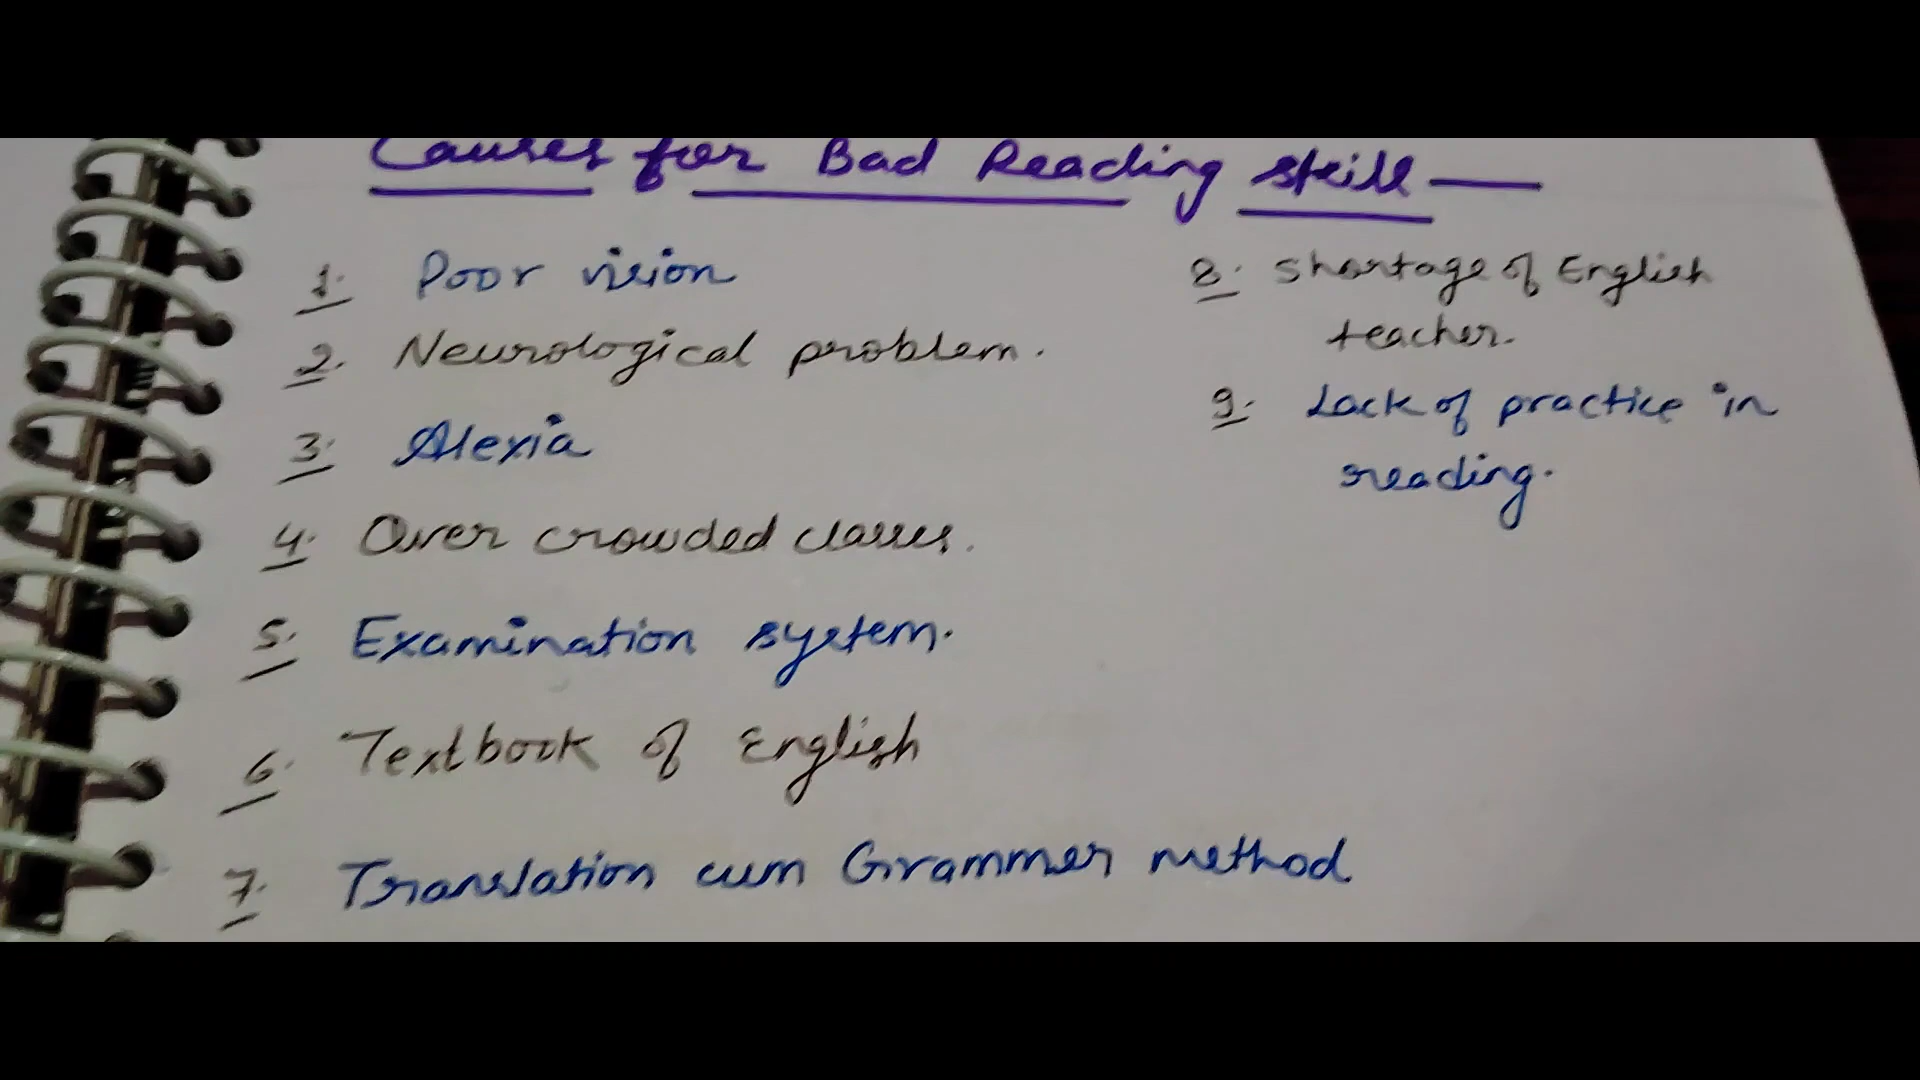 Causes for Bad Reading skill —
1. Poor vision
2. Neurological problem.
3. Alexia
4. Over crowded classes.
5. Examination system.
6. Textbook of English
7. Translation cum Grammer method
8. Shortage of English
teacher.
9. Lack of practice in
reading.